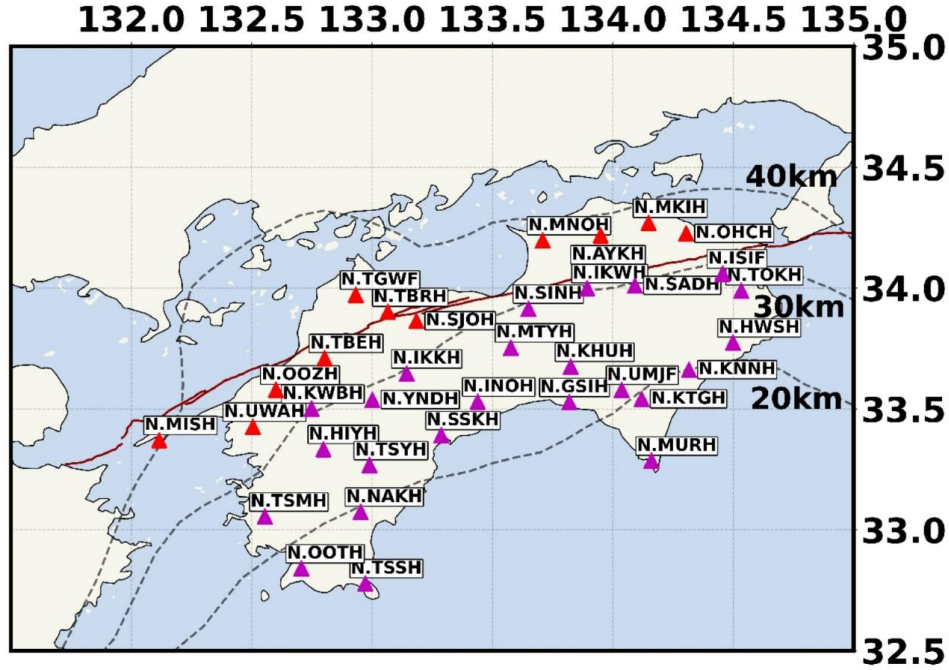 132.0 132.5 133.0 133.5 134.0 134.5 135.0
35.0
34.5
40km
N.MKIH
N.MNOH
N.OHCH
N.AYKH
N.ISIF
N.IKWH
N.TOKH
N.TGWF
N.SADH
34.0
N.TBRH
N.SINH
30km
N.SJOH
N.HWSH
N.MTYH
N.TBEH
N.KHUH
N.IKKH
N.KNNH
N.OOZH
N.UMJF
N.INOH
N.GSIH
N.KWBH
N.YNDH
N.KTGH
20km
33.5
N.UWAH
N.SSKH
N.MISH
N.HIYH
N.TSYH
N.MURH
N.NAKH
N.TSMH
33.0
N.OOTH
N.TSSH
32.5